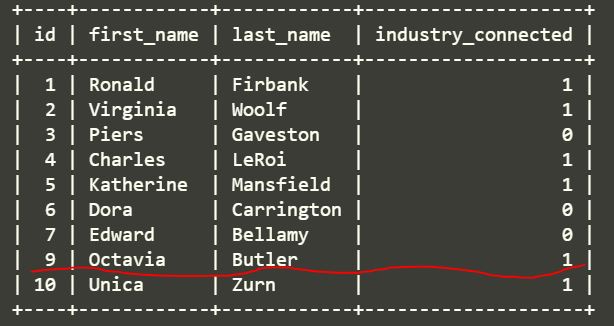 +----+------------+------------+--------------------+
| id | first_name | last_name | industry_connected |
+----+------------+------------+--------------------+
| 1 | Ronald | Firbank | 1 |
| 2 | Virginia | Woolf | 1 |
| 3 | Piers | Gaveston | 0 |
| 4 | Charles | LeRoi | 1 |
| 5 | Katherine | Mansfield | 1 |
| 6 | Dora | Carrington | 0 |
| 7 | Edward | Bellamy | 0 |
| 9 | Octavia | Butler | 1 |
| 10 | Unica | Zurn | 1 |
+----+------------+------------+--------------------+